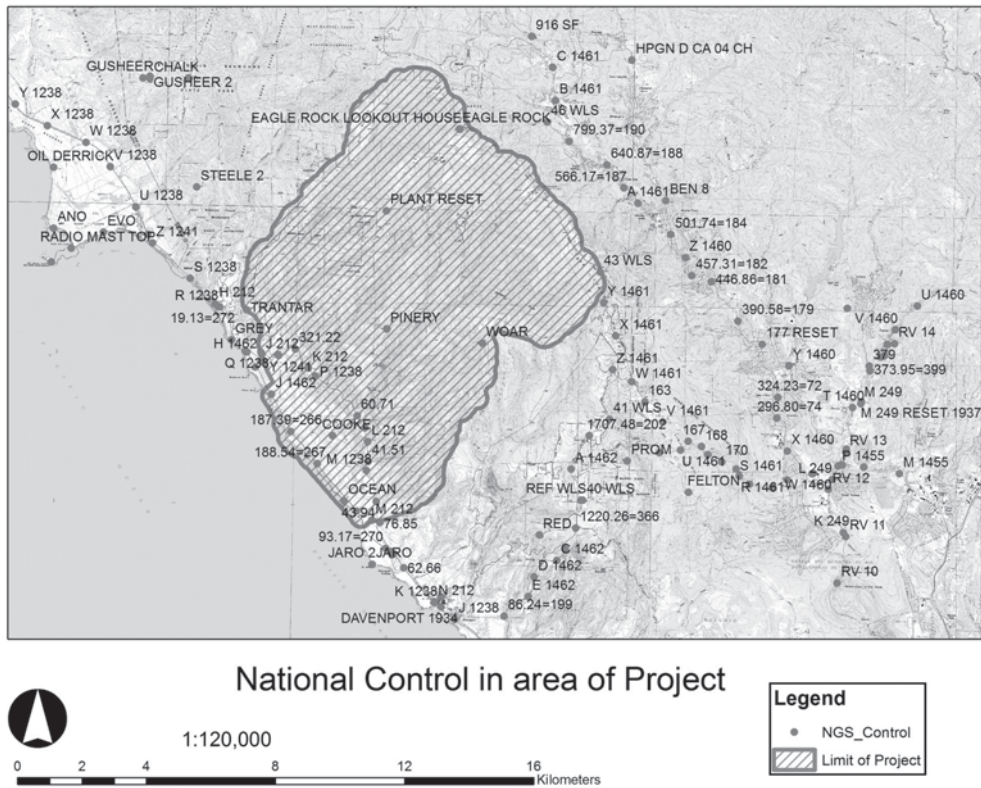 916 SF
HPGN D CA 04 CH
C 1461
GUSHEERCHALK
GUSHEER 2
Y 1238
B 1461
46 WLS
X 1238
EAGLE ROCK LOOKOUT HOUSE EAGLE ROCK
W 1238
799.37=190
OIL DERRICK V 1238
640.87=188
STEELE 2
566.17=187
U 1238
PLANT RESET
A 1461
BEN 8
ANO
EVO
501.74=184
RADIO MAST TOP
Z 1241
Z 1460
43 WLS
457.31=182
S 1238
446.86=181
R 1238
H 212
Y 1461
U 1460
TRANTAR
19.13=272
390.58=179
V 1460
PINERY
X 1461
GREY
321.22
WOAR
177 RESET
RV 14
H 1462
J 212
Z 1461
Y 1460
379
Q 1238
Y 1241
K 212
P 1238
W 1461
373.95=399
J 1462
163
324.23=72
T 1460
M 249
60.71
41 WLS
V 1461
296.80=74
M 249 RESET 1937
187.39=266
COOKE
L 212
1707.48=202
167
168
188.54=267
41.51
PROM
170
X 1460
RV 13
M 1238
A 1462
U 1461
S 1461
P 1455
L 249
M 1455
FELTON
R 1461
W 1460
RV 12
OCEAN
REF WLS
40 WLS
43.94
M 212
1220.26=366
76.85
RED
K 249
RV 11
93.17=270
JARO 2
JARO
C 1462
62.66
D 1462
RV 10
K 1238
N 212
E 1462
J 1238
86.24=199
DAVENPORT 1934
National Control in area of Project
1:120,000
Legend
NGS_Control
Limit of Project
0 2 4 8 12 16
Kilometers